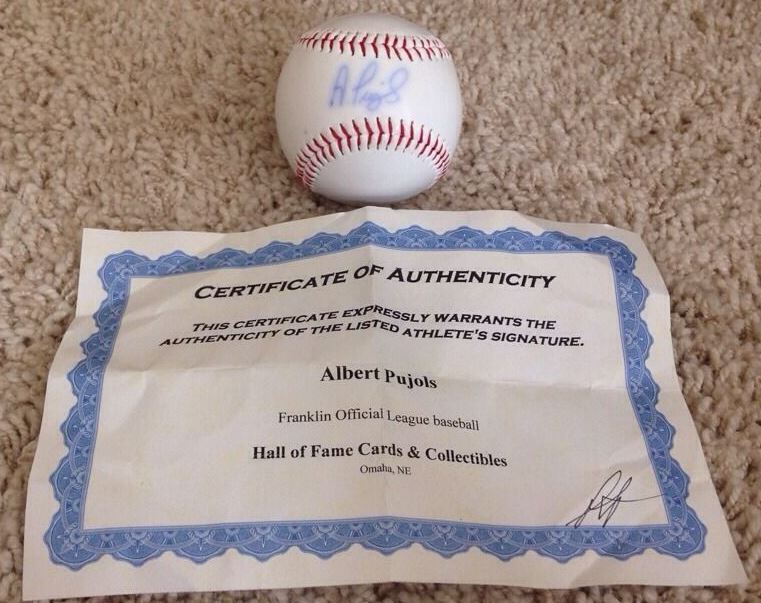 A Pujols
CERTIFICATE OF AUTHENTICITY
THIS CERTIFICATE EXPRESSLY WARRANTS THE
AUTHENTICITY OF THE LISTED ATHLETE'S SIGNATURE.
Albert Pujols
Franklin Official League baseball
Hall of Fame Cards & Collectibles
Omaha, NE